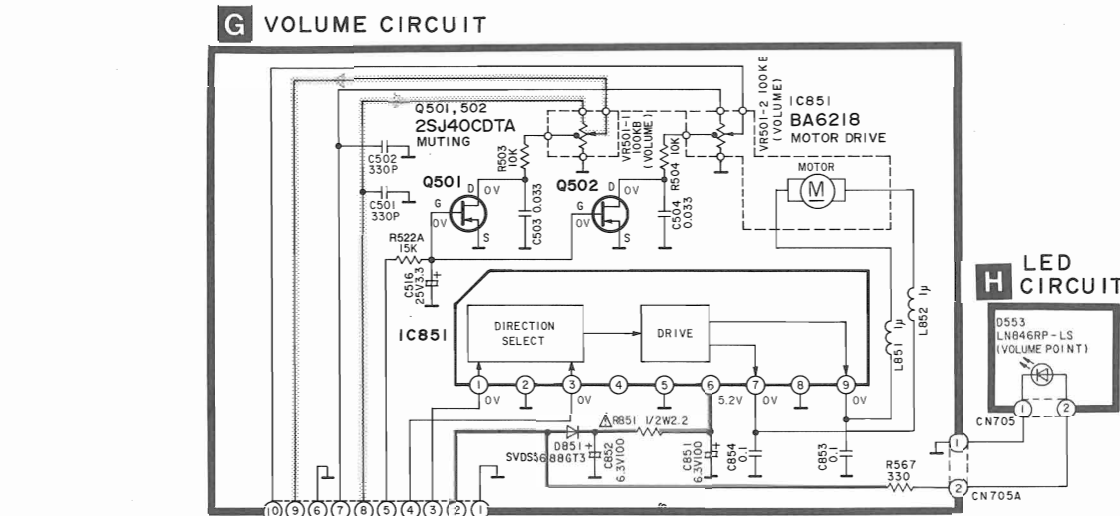 G VOLUME CIRCUIT
Q501,502
2SJ40CDTA
MUTING
VR501-1
100KB
(VOLUME)
VR501-2 100KE
(VOLUME)
IC851
BA6218
MOTOR DRIVE
C502
330P
C501
330P
R503
10K
R504
10K
Q501
D
0V
G
0V
S
Q502
D
0V
G
0V
S
C503 0.033
C504
0.033
MOTOR
M
R522A
15K
C516
25V3.3
+
IC851
DIRECTION
SELECT
DRIVE
L851 1μ
L852 1μ
1 2 3 4 5 6 7 8 9
0V
0V
5.2V
0V
0V
H LED
CIRCUIT
D553
LN846RP-LS
(VOLUME POINT)
1 2
CN705
R851 1/2W2.2
D851
+
C852
6.3V100
C851
6.3V100
+
C854
0.1
C853
0.1
R567
330
1
2
CN705A
10 9 6 7 8 5 4 3 2 1